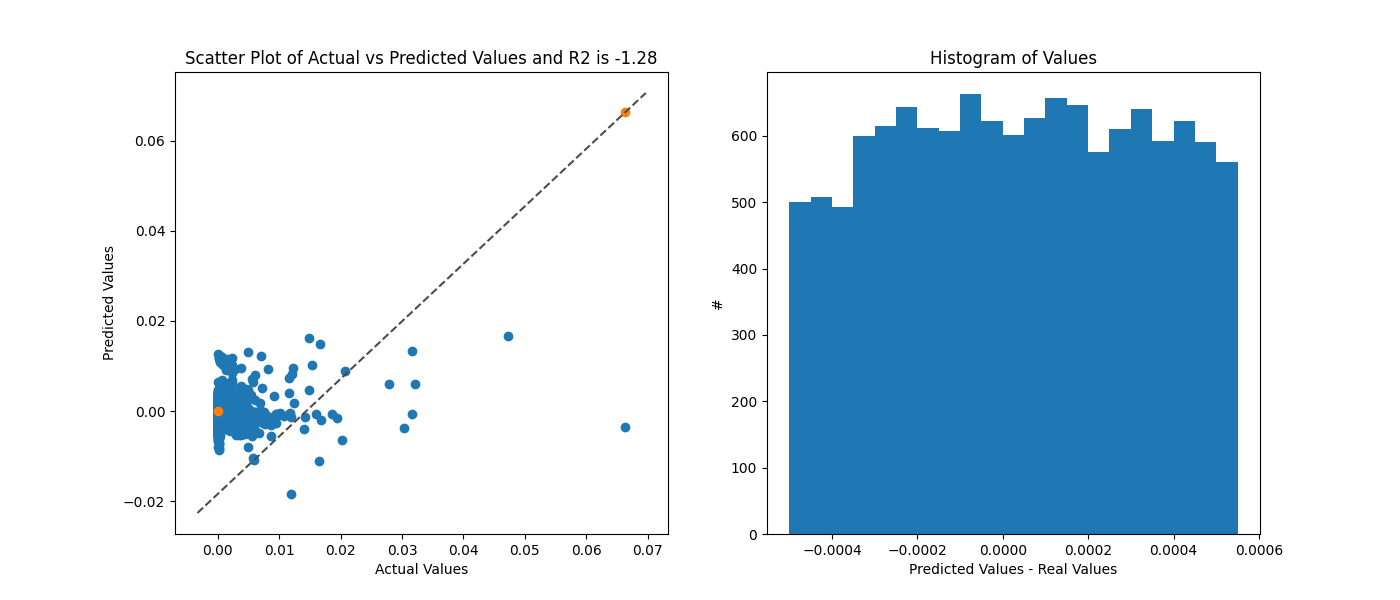 Scatter Plot of Actual vs Predicted Values and R2 is -1.28
Predicted Values
0.06
0.04
0.02
0.00
−0.02
0.00 0.01 0.02 0.03 0.04 0.05 0.06 0.07
Actual Values
Histogram of Values
#
600
500
400
300
200
100
0
−0.0004 −0.0002 0.0000 0.0002 0.0004 0.0006
Predicted Values - Real Values